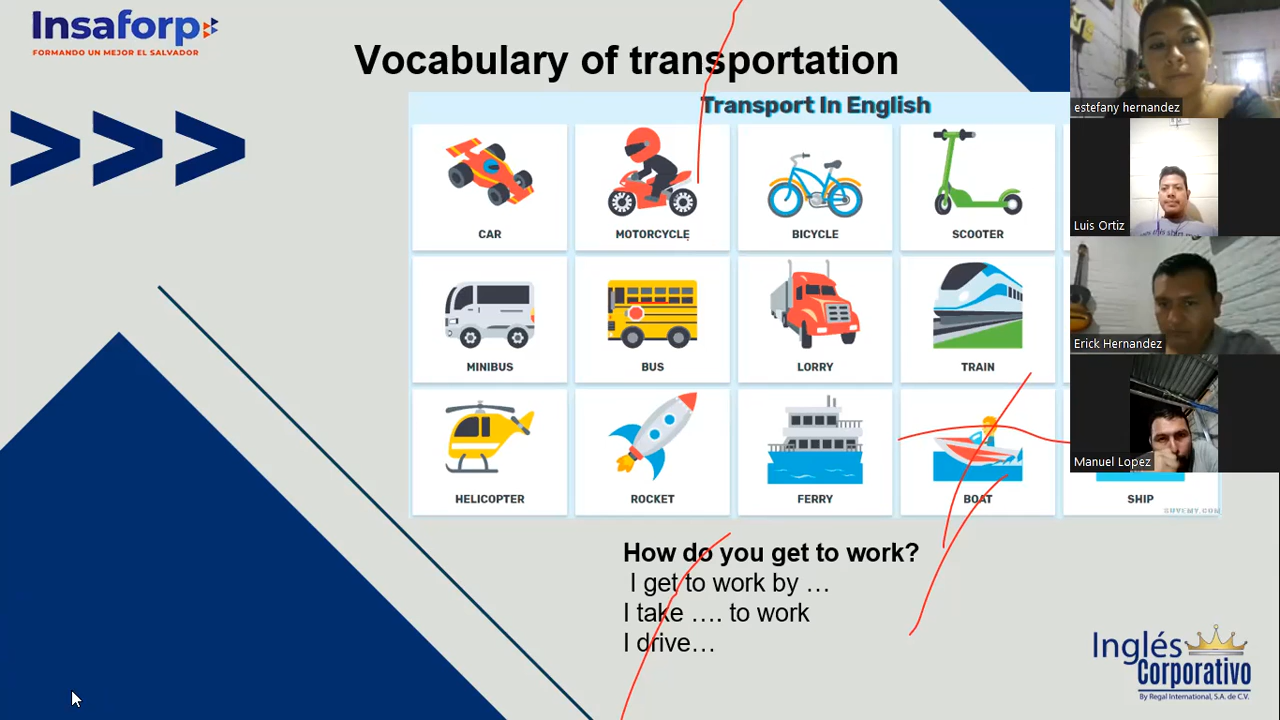 Insaforp
FORMANDO UN MEJOR EL SALVADOR
Vocabulary of transportation
Transport In English
CAR
MOTORCYCLE
BICYCLE
SCOOTER
MINIBUS
BUS
LORRY
TRAIN
HELICOPTER
ROCKET
FERRY
BOAT
SHIP
SUVEMY.COM
How do you get to work?
I get to work by …
I take …. to work
I drive…
estefany hernandez
Luis Ortiz
Erick Hernandez
Manuel Lopez
Inglés
Corporativo
By Regal International, S.A. de C.V.